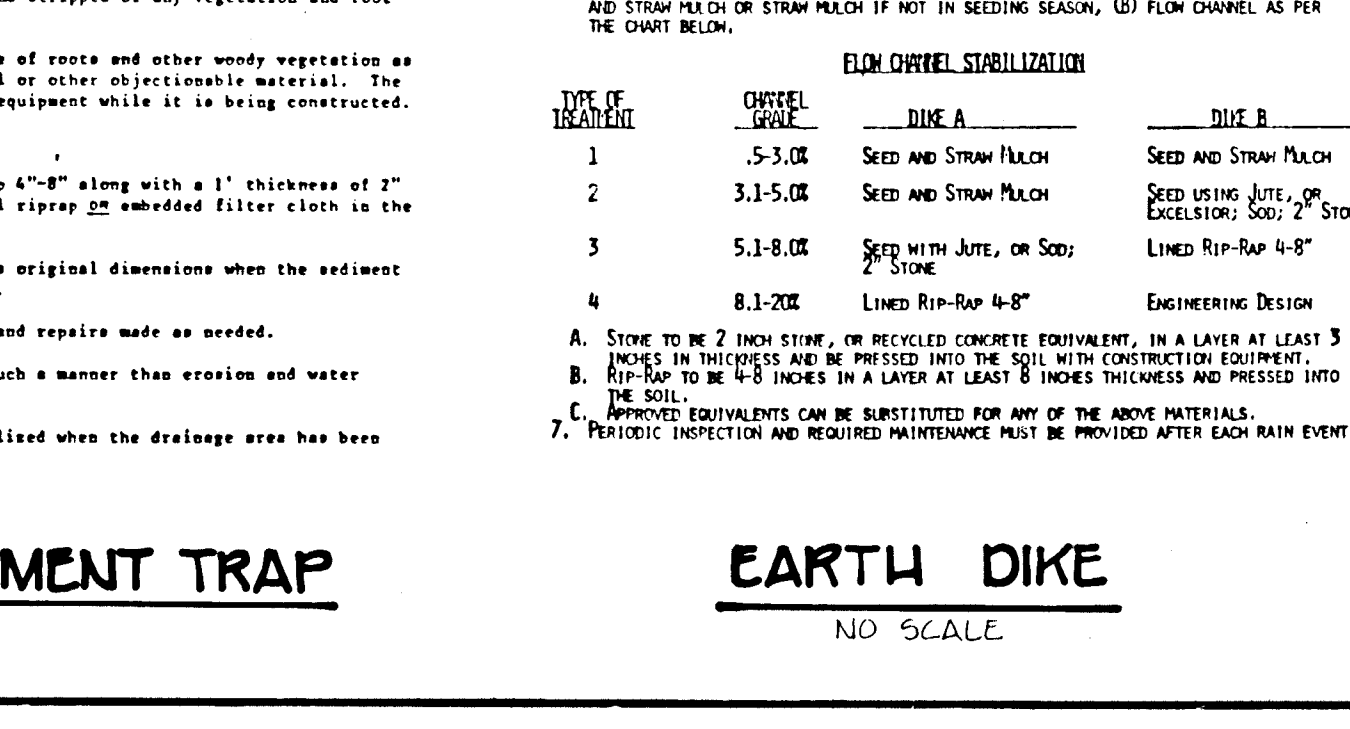 of roots and other woody vegetation as
or other objectionable material. The
equipment while it is being constructed.
4"-8" along with a 1' thickness of 2"
riprap or embedded filter cloth in the
original dimensions when the sediment
and repairs made as needed.
such a manner than erosion and water
when the drainage area has been
MENT TRAP
AND STRAW MULCH OR STRAW MULCH IF NOT IN SEEDING SEASON, (B) FLOW CHANNEL AS PER
THE CHART BELOW.
FLOW CHANNEL STABILIZATION
TYPE OF TREATMENT CHANNEL GRADE DIKE A DIKE B
1 .5-3.0% SEED AND STRAW MULCH SEED AND STRAW MULCH
2 3.1-5.0% SEED AND STRAW MULCH SEED USING JUTE, OR
EXCELSIOR; SOD; 2"
3 5.1-8.0% SEED WITH JUTE, OR SOD; LINED RIP-RAP 4-8"
2" STONE
4 8.1-20% LINED RIP-RAP 4-8" ENGINEERING DESIGN
A. STONE TO BE 2 INCH STONE, OR RECYCLED CONCRETE EQUIVALENT, IN A LAYER AT LEAST 3
INCHES IN THICKNESS AND BE PRESSED INTO THE SOIL WITH CONSTRUCTION EQUIPMENT.
B. RIP-RAP TO BE 4-8 INCHES IN A LAYER AT LEAST 8 INCHES THICKNESS AND PRESSED INTO
THE SOIL.
C. APPROVED EQUIVALENTS CAN BE SUBSTITUTED FOR ANY OF THE ABOVE MATERIALS.
7. PERIODIC INSPECTION AND REQUIRED MAINTENANCE MUST BE PROVIDED AFTER EACH RAIN EVENT
EARTH DIKE
NO SCALE